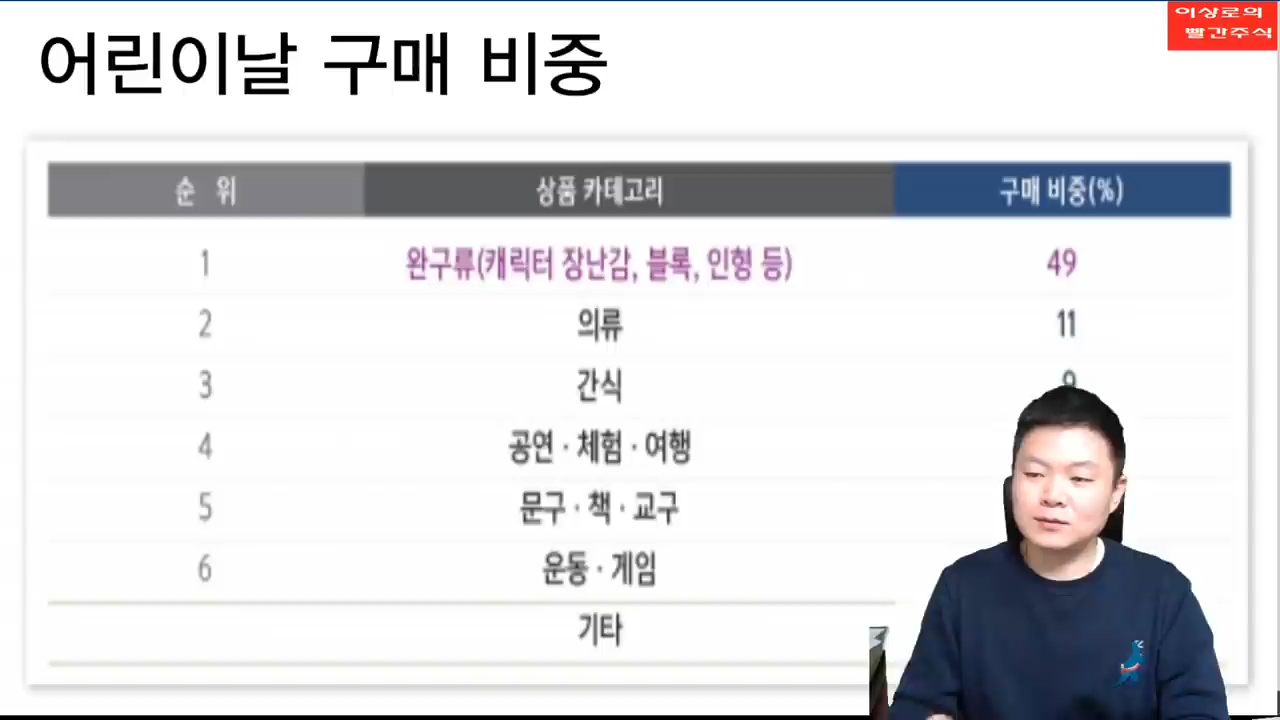 이상로의
빨간주식
어린이날 구매 비중
순 위 상품 카테고리 구매 비중(%)
1 완구류(캐릭터 장난감, 블록, 인형 등) 49
2 의류 11
3 간식 9
4 공연·체험·여행
5 문구·책·교구
6 운동·게임
기타